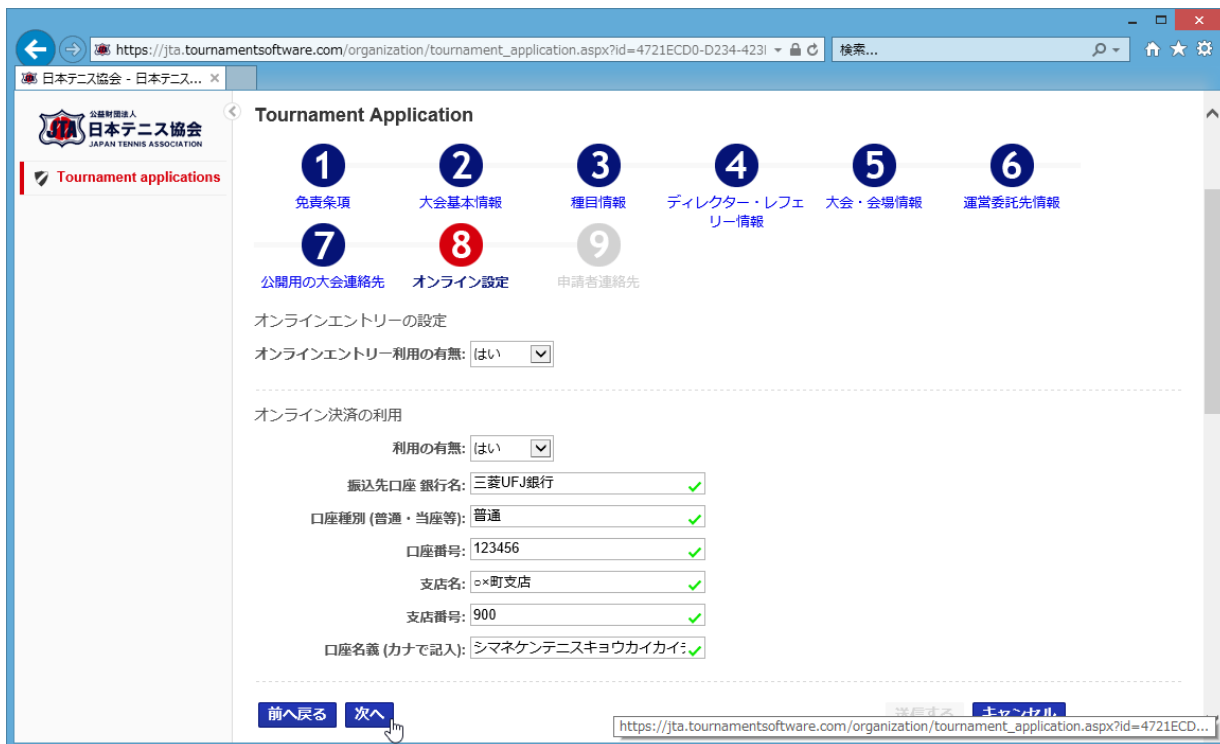 https://jta.tournamentsoftware.com/organization/tournament_application.aspx?id=4721ECD0-D234-423
検索...
日本テニス協会 - 日本テニス...
公益財団法人
JTA 日本テニス協会
JAPAN TENNIS ASSOCIATION
Tournament applications
Tournament Application
1 2 3 4 5 6
免責条項 大会基本情報 種目情報 ディレクター・レフェ 大会・会場情報 運営委託先情報
リー情報
7 8 9
公開用の大会連絡先 オンライン設定 申請者連絡先
オンラインエントリーの設定
オンラインエントリー利用の有無: はい
オンライン決済の利用
利用の有無: はい
振込先口座 銀行名: 三菱UFJ銀行
口座種別 (普通・当座等): 普通
口座番号: 123456
支店名: ○×町支店
支店番号: 900
口座名義 (カナで記入): シマネケンテニスキョウカイカイ
前へ戻る 次へ 送信する キャンセル
https://jta.tournamentsoftware.com/organization/tournament_application.aspx?id=4721ECD...